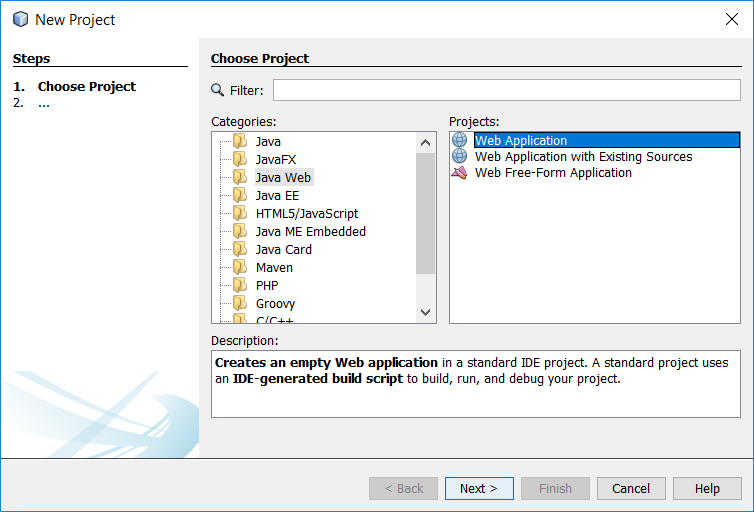 New Project
Steps
1. Choose Project
2. ...
Choose Project
Filter:
Categories:
Java
JavaFX
Java Web
Java EE
HTML5/JavaScript
Java ME Embedded
Java Card
Maven
PHP
Groovy
C/C++
Projects:
Web Application
Web Application with Existing Sources
Web Free-Form Application
Description:
Creates an empty Web application in a standard IDE project. A standard project uses
an IDE-generated build script to build, run, and debug your project.
< Back
Next >
Finish
Cancel
Help